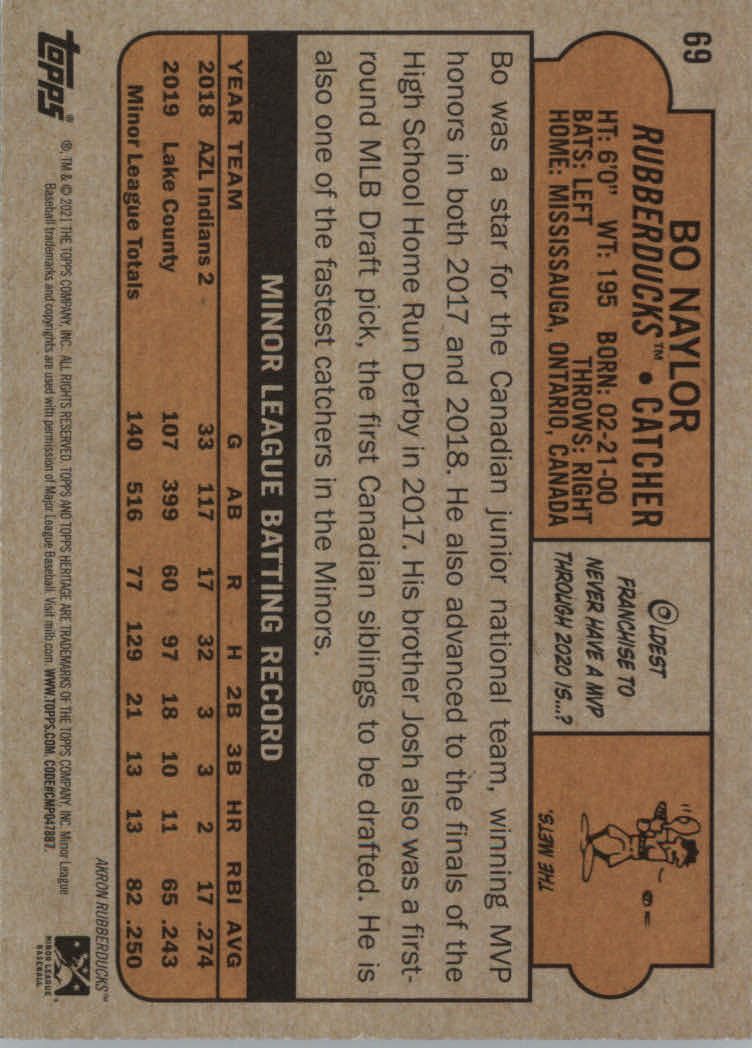 69
BO NAYLOR
RUBBERDUCKS™ • CATCHER
HT: 6'0" WT: 195 BORN: 02-21-00
BATS: LEFT THROWS: RIGHT
HOME: MISSISSAUGA, ONTARIO, CANADA
OLDEST
FRANCHISE TO
NEVER HAVE A MVP
THROUGH 2020 IS...?
THE METS.
Bo was a star for the Canadian junior national team, winning MVP
honors in both 2017 and 2018. He also advanced to the finals of the
High School Home Run Derby in 2017. His brother Josh also was a first-
round MLB Draft pick, the first Canadian siblings to be drafted. He is
also one of the fastest catchers in the Minors.
MINOR LEAGUE BATTING RECORD
YEAR TEAM G AB R H 2B 3B HR RBI AVG
2018 AZL Indians 2 33 117 17 32 3 3 2 17 .274
2019 Lake County 107 399 60 97 18 10 11 65 .243
Minor League Totals 140 516 77 129 21 13 13 82 .250
AKRON RUBBERDUCKS™
topps®
®, TM & © 2021 THE TOPPS COMPANY, INC. ALL RIGHTS RESERVED. TOPPS AND TOPPS HERITAGE ARE TRADEMARKS OF THE TOPPS COMPANY, INC. Minor League
Baseball trademarks and copyrights are used with permission of Major League Baseball. Visit milb.com. WWW.TOPPS.COM. CODE#CMP047887.
MINOR LEAGUE
BASEBALL®